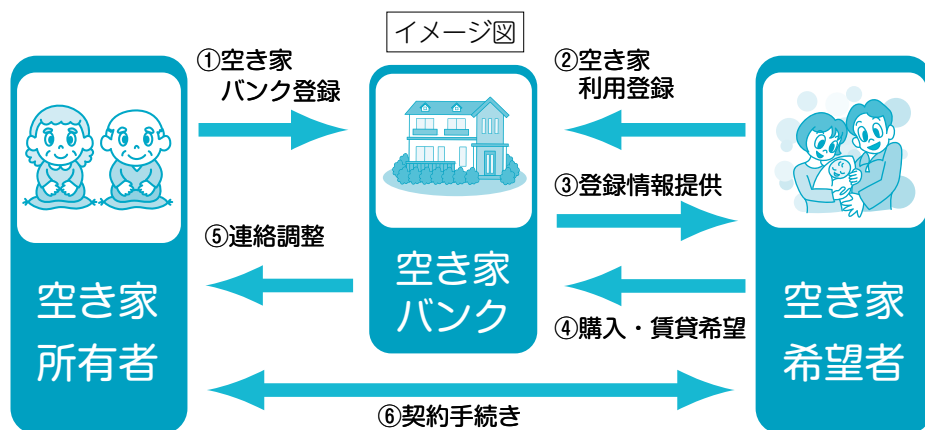 イメージ図
①空き家
バンク登録
②空き家
利用登録
③登録情報提供
④購入・賃貸希望
⑤連絡調整
⑥契約手続き
空き家
所有者
空き家
バンク
空き家
希望者